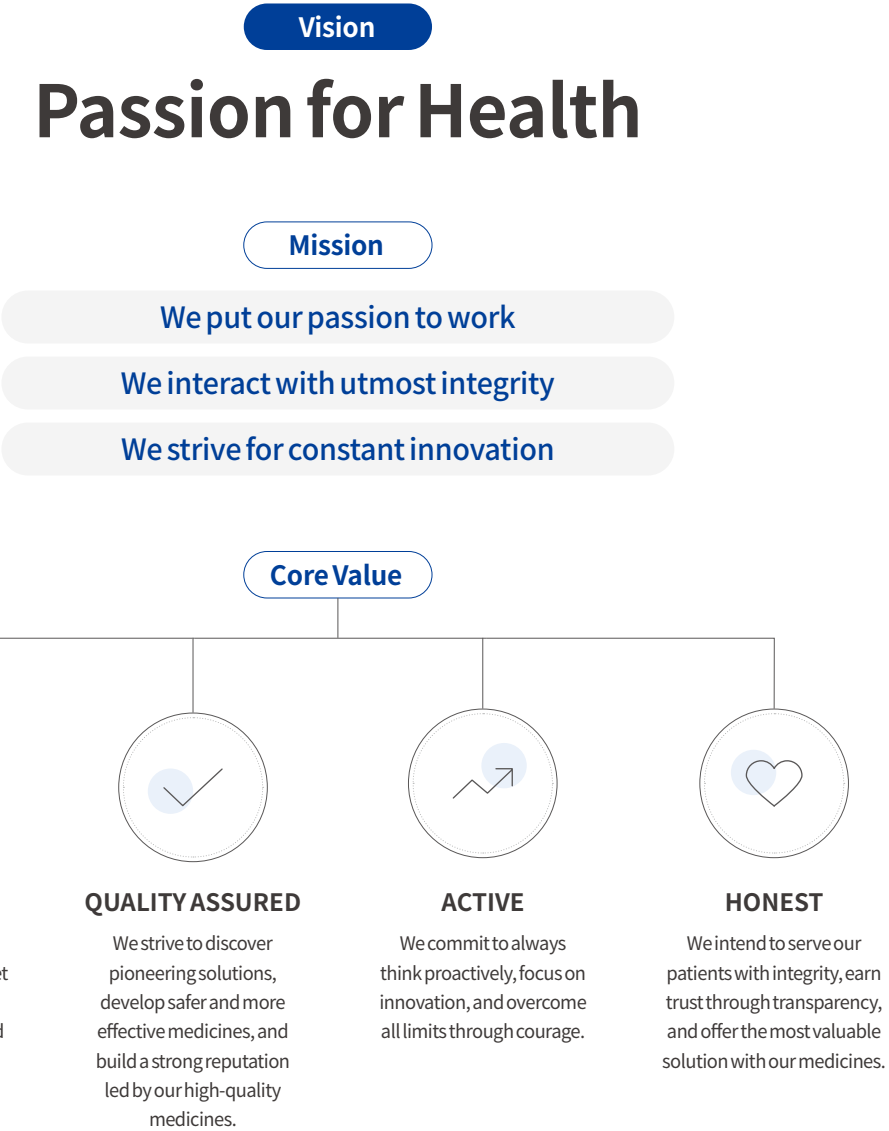 Vision
Passion for Health
Mission
We put our passion to work
We interact with utmost integrity
We strive for constant innovation
Core Value
QUALITY ASSURED
We strive to discover
pioneering solutions,
develop safer and more
effective medicines, and
build a strong reputation
led by our high-quality
medicines.
ACTIVE
We commit to always
think proactively, focus on
innovation, and overcome
all limits through courage.
HONEST
We intend to serve our
patients with integrity, earn
trust through transparency,
and offer the most valuable
solution with our medicines.